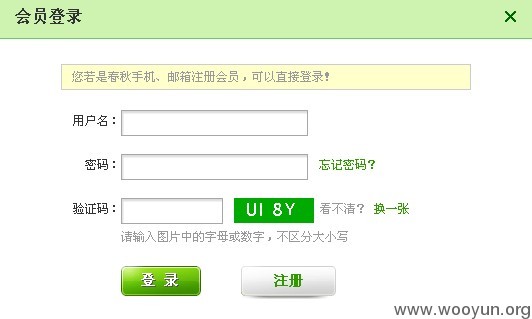 会员登录 ×
您若是春秋手机、邮箱注册会员，可以直接登录!
用户名：
密码： 忘记密码?
验证码： UI 8Y 看不清? 换一张
请输入图片中的字母或数字，不区分大小写
登 录 注册
www.wooyun.org